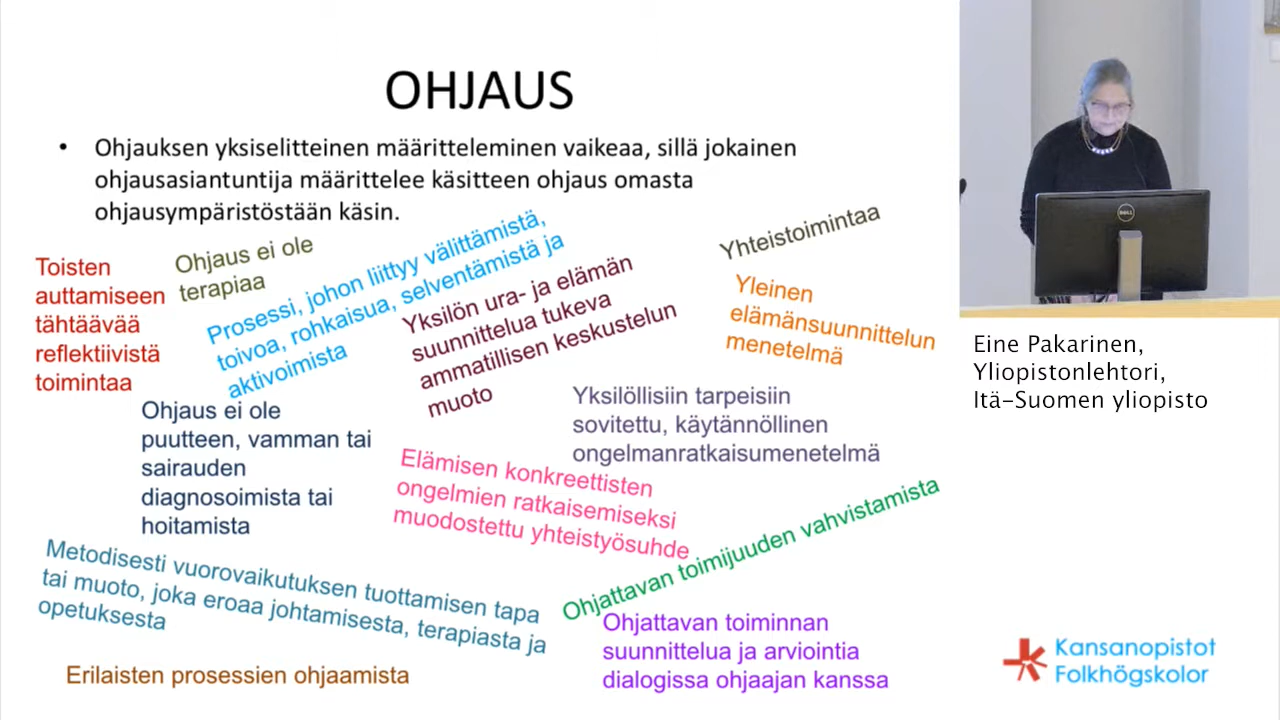 OHJAUS
• Ohjauksen yksiselitteinen määritteleminen vaikeaa, sillä jokainen
ohjausasiantuntija määrittelee käsitteen ohjaus omasta
ohjausympäristöstään käsin.
Toisten
auttamiseen
tähtäävää
reflektiivistä
toimintaa
Ohjaus ei ole
terapiaa
Prosessi, johon liittyy välittämistä,
toivoa, rohkaisua, selventämistä ja
aktivoimista
Yksilön ura- ja elämän
suunnittelua tukeva
ammatillisen keskustelun
muoto
Yhteistoimintaa
Yleinen
elämänsuunnittelun
menetelmä
Ohjaus ei ole
puutteen, vamman tai
sairauden
diagnosoimista tai
hoitamista
Yksilöllisiin tarpeisiin
sovitettu, käytännöllinen
ongelmanratkaisumenetelmä
Elämisen konkreettisten
ongelmien ratkaisemiseksi
muodostettu yhteistyösuhde
Ohjattavan toimijuuden vahvistamista
Metodisesti vuorovaikutuksen tuottamisen tapa
tai muoto, joka eroaa johtamisesta, terapiasta ja
opetuksesta
Ohjattavan toiminnan
suunnittelua ja arviointia
dialogissa ohjaajan kanssa
Erilaisten prosessien ohjaamista
DELL
Eine Pakarinen,
Yliopistonlehtori,
Itä-Suomen yliopisto
Kansanopistot
Folkhögskolor